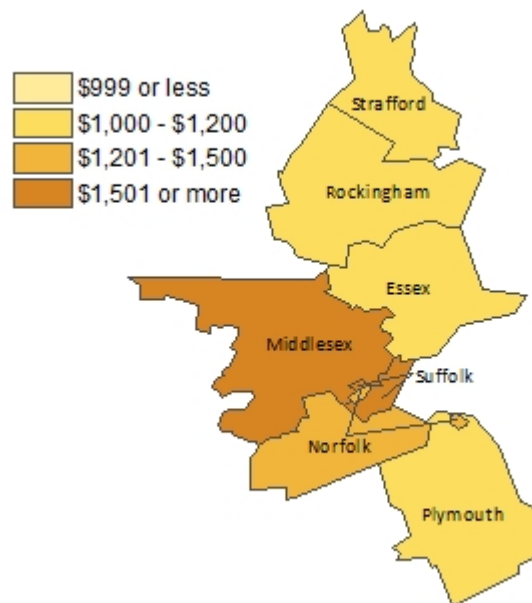 $999 or less
$1,000 - $1,200
$1,201 - $1,500
$1,501 or more
Strafford
Rockingham
Essex
Middlesex
Suffolk
Norfolk
Plymouth